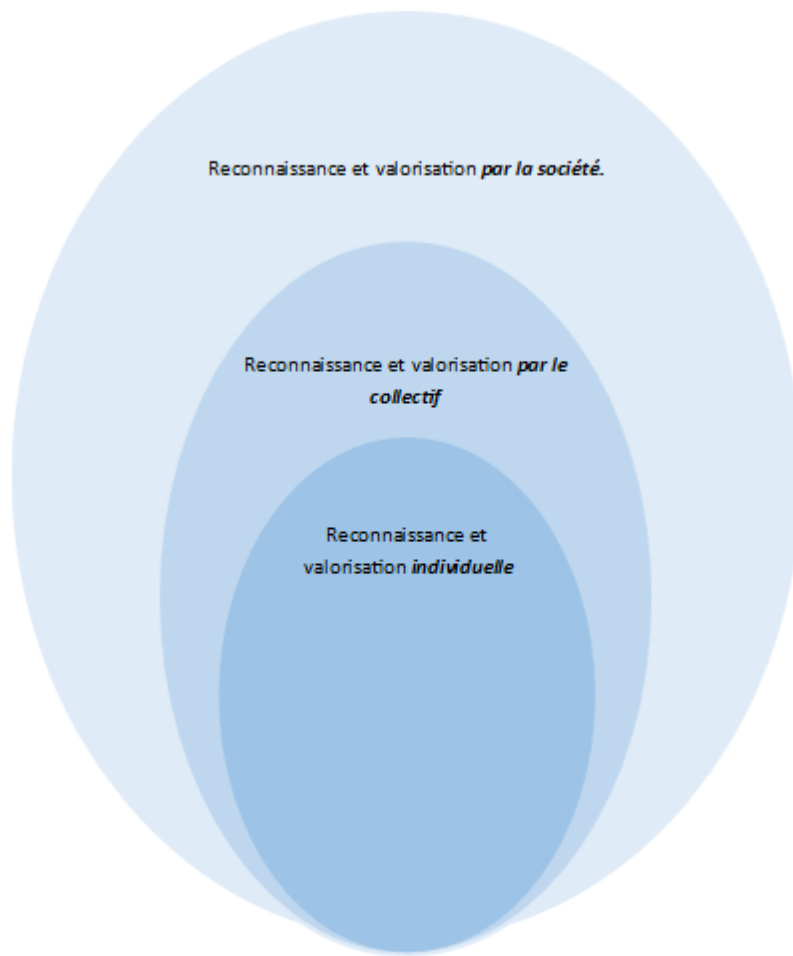 Reconnaissance et valorisation par la société.
Reconnaissance et valorisation par le
collectif
Reconnaissance et
valorisation individuelle